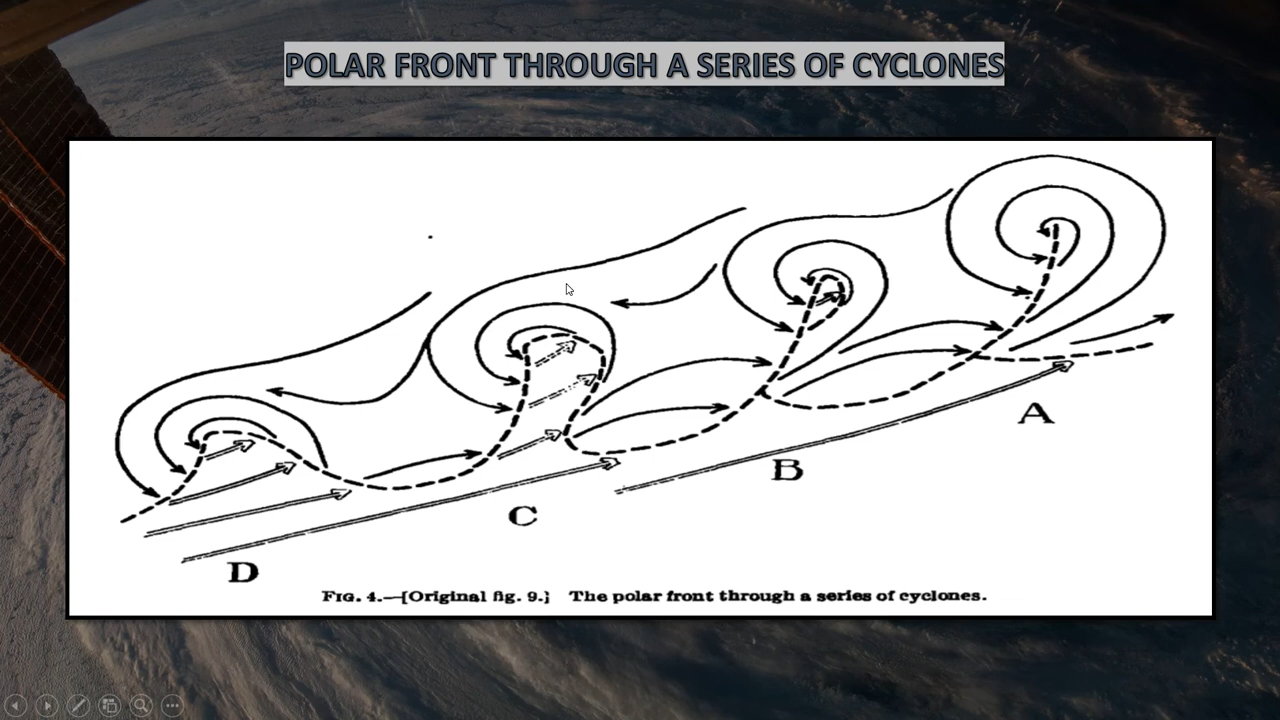 POLAR FRONT THROUGH A SERIES OF CYCLONES
A
B
C
D
FIG. 4.—[Original fig. 9.] The polar front through a series of cyclones.